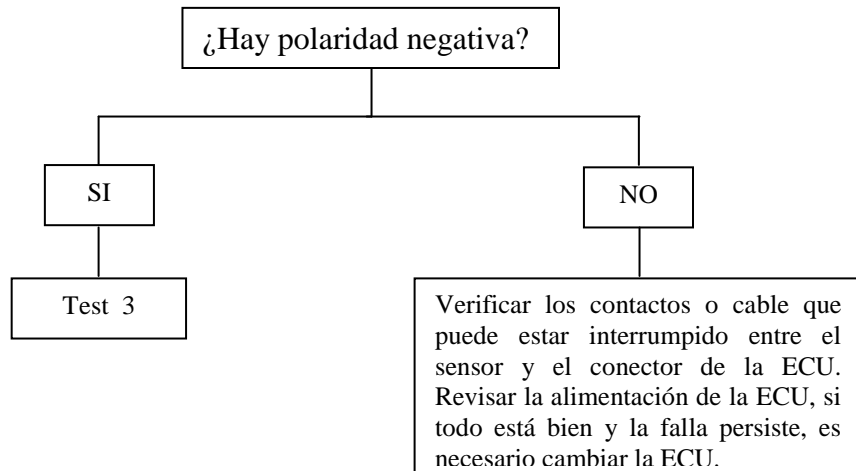 ¿Hay polaridad negativa?
SI
NO
Test 3
Verificar los contactos o cable que
puede estar interrumpido entre el
sensor y el conector de la ECU.
Revisar la alimentación de la ECU, si
todo está bien y la falla persiste, es
necesario cambiar la ECU.